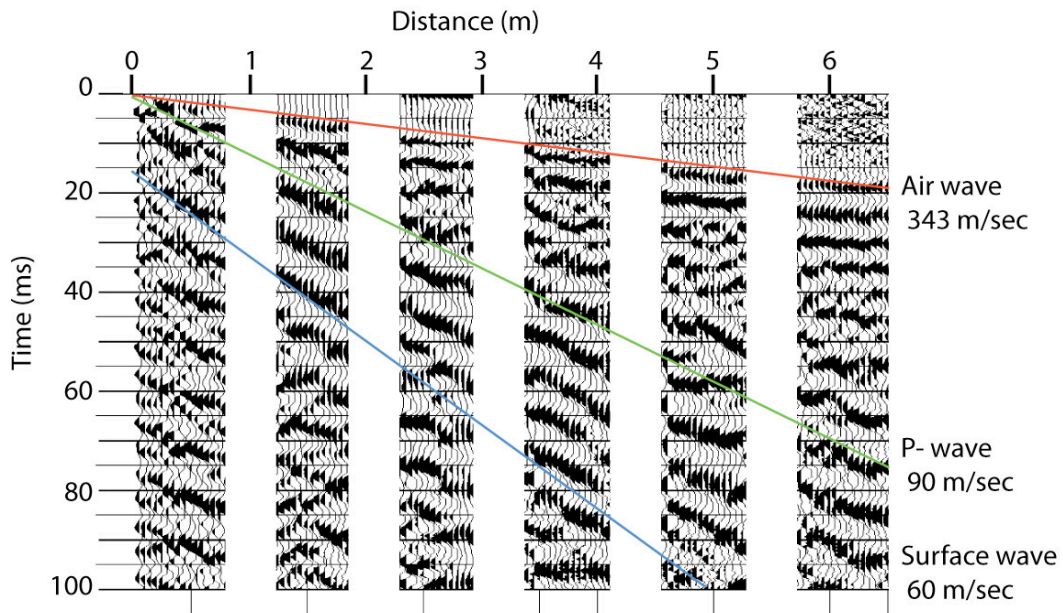 Distance (m)
0 1 2 3 4 5 6
Time (ms)
0
20
40
60
80
100
Air wave
343 m/sec
P- wave
90 m/sec
Surface wave
60 m/sec